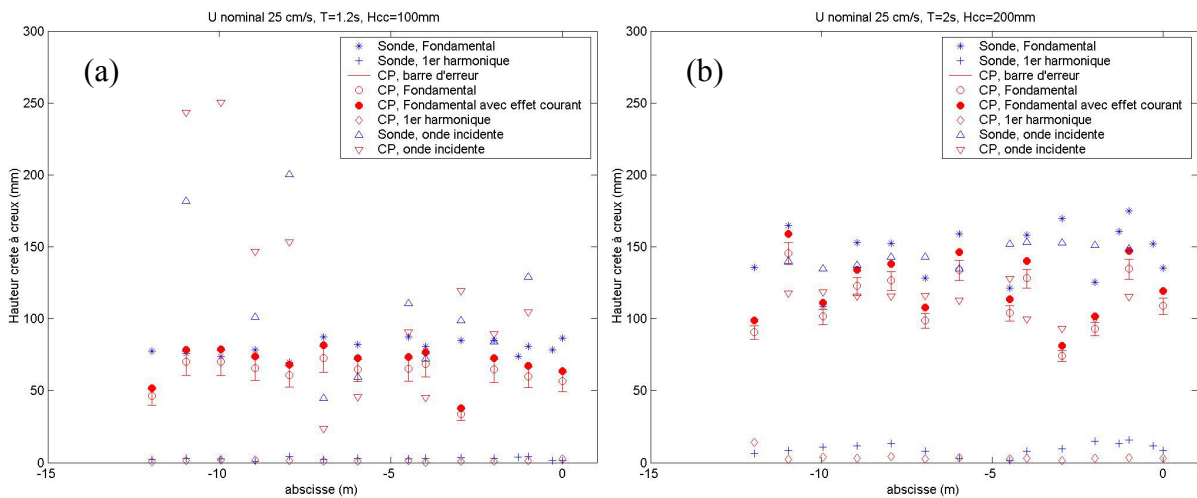 U nominal 25 cm/s, T=1.2s, Hcc=100mm
(a)
Sonde, Fondamental
Sonde, 1er harmonique
CP, barre d'erreur
CP, Fondamental
CP, Fondamental avec effet courant
CP, 1er harmonique
Sonde, onde incidente
CP, onde incidente
Hauteur crete à creux (mm)
300
250
200
150
100
50
0
-15
-10
-5
0
abscisse (m)
U nominal 25 cm/s, T=2s, Hcc=200mm
(b)
Sonde, Fondamental
Sonde, 1er harmonique
CP, barre d'erreur
CP, Fondamental
CP, Fondamental avec effet courant
CP, 1er harmonique
Sonde, onde incidente
CP, onde incidente
Hauteur crete à creux (mm)
300
250
200
150
100
50
0
-15
-10
-5
0
abscisse (m)